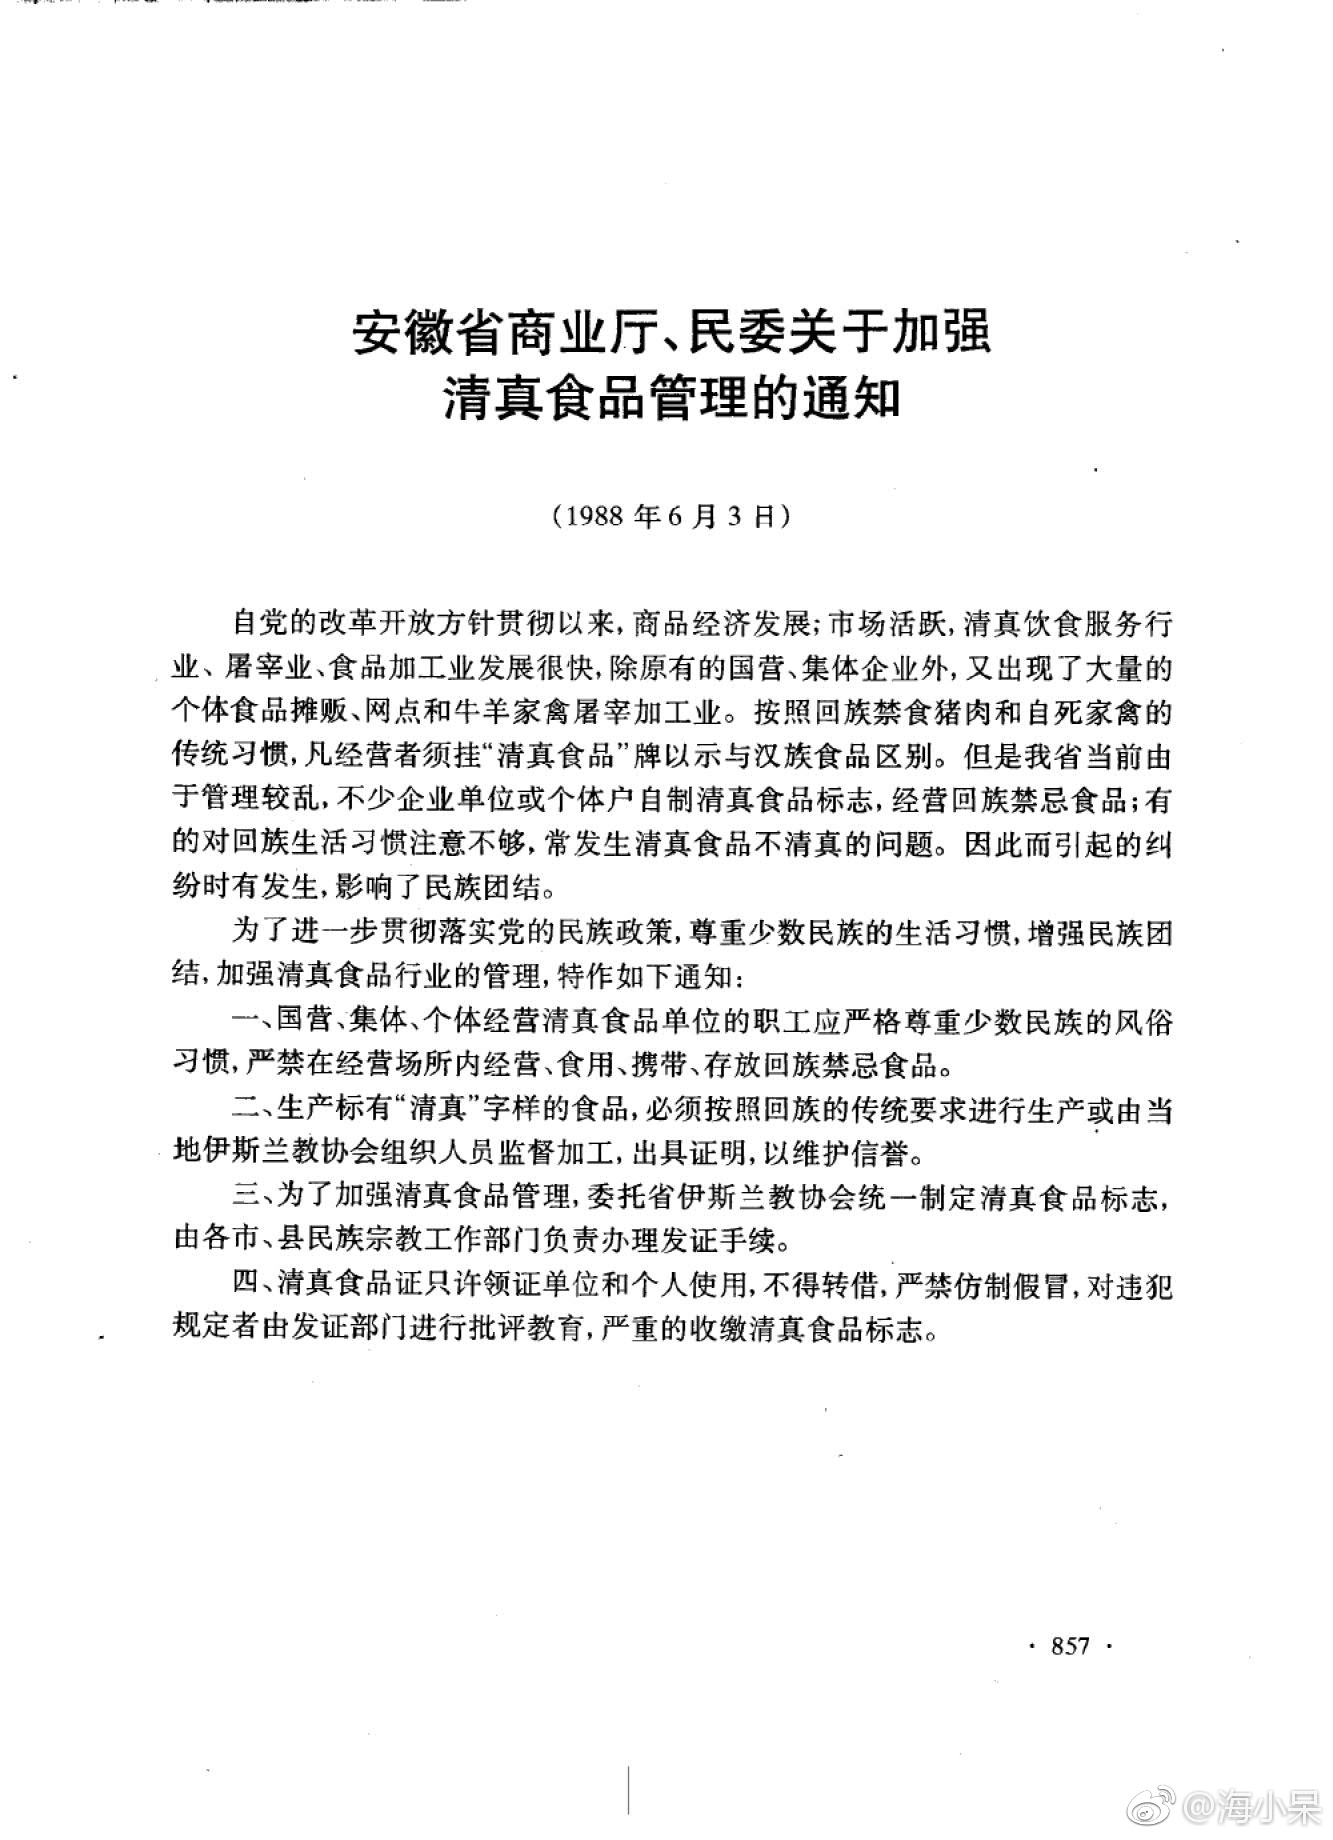 安徽省商业厅、民委关于加强
清真食品管理的通知
(1988年6月3日)
自党的改革开放方针贯彻以来,商品经济发展;市场活跃,清真饮食服务行
业、屠宰业、食品加工业发展很快,除原有的国营、集体企业外,又出现了大量的
个体食品摊贩、网点和牛羊家禽屠宰加工业。按照回族禁食猪肉和自死家禽的
传统习惯,凡经营者须挂“清真食品”牌以示与汉族食品区别。但是我省当前由
于管理较乱,不少企业单位或个体户自制清真食品标志,经营回族禁忌食品;有
的对回族生活习惯注意不够,常发生清真食品不清真的问题。因此而引起的纠
纷时有发生,影响了民族团结。
为了进一步贯彻落实党的民族政策,尊重少数民族的生活习惯,增强民族团
结,加强清真食品行业的管理,特作如下通知:
一、国营、集体、个体经营清真食品单位的职工应严格尊重少数民族的风俗
习惯,严禁在经营场所内经营、食用、携带、存放回族禁忌食品。
二、生产标有“清真”字样的食品,必须按照回族的传统要求进行生产或由当
地伊斯兰教协会组织人员监督加工,出具证明,以维护信誉。
三、为了加强清真食品管理,委托省伊斯兰教协会统一制定清真食品标志,
由各市、县民族宗教工作部门负责办理发证手续。
四、清真食品证只许领证单位和个人使用,不得转借,严禁仿制假冒,对违犯
规定者由发证部门进行批评教育,严重的收缴清真食品标志。
· 857 ·
@海小呆